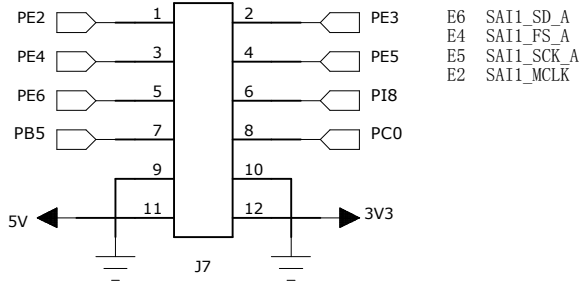 PE2 1 2 PE3
PE4 3 4 PE5
PE6 5 6 PI8
PB5 7 8 PC0
9 10
5V 11 12 3V3
J7
E6 SAI1_SD_A
E4 SAI1_FS_A
E5 SAI1_SCK_A
E2 SAI1_MCLK